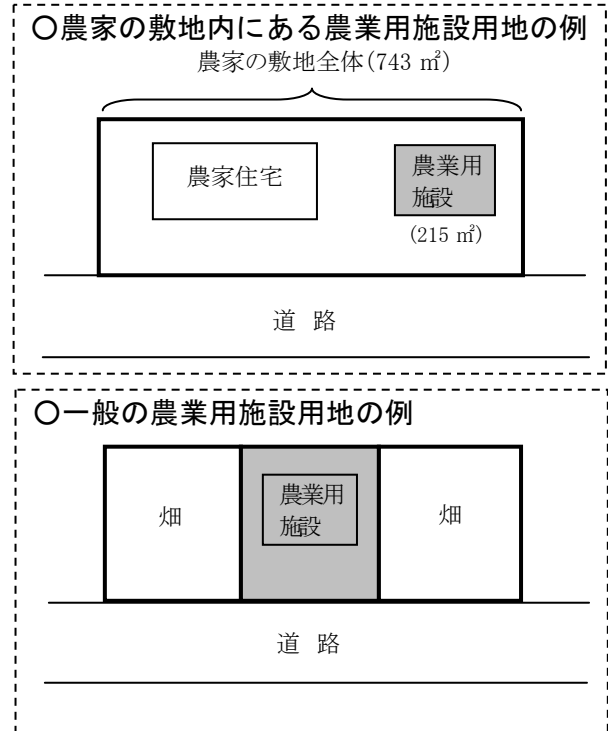 〇農家の敷地内にある農業用施設用地の例
農家の敷地全体(743 ㎡)
農家住宅
農業用
施設
(215 ㎡)
道 路
〇一般の農業用施設用地の例
畑
農業用
施設
畑
道 路